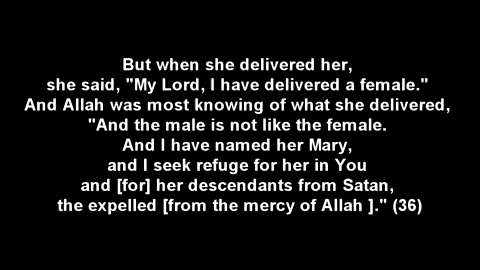 But when she delivered her,
she said, "My Lord, I have delivered a female."
And Allah was most knowing of what she delivered,
"And the male is not like the female.
And I have named her Mary,
and I seek refuge for her in You
and [for] her descendants from Satan,
the expelled [from the mercy of Allah ]." (36)